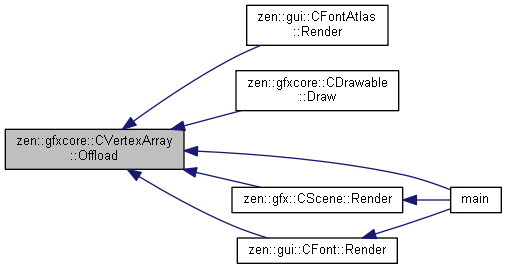 zen::gui::CFontAtlas
::Render
zen::gfxcore::CDrawable
::Draw
zen::gfxcore::CVertexArray
::Offload
zen::gfx::CScene::Render
main
zen::gui::CFont::Render